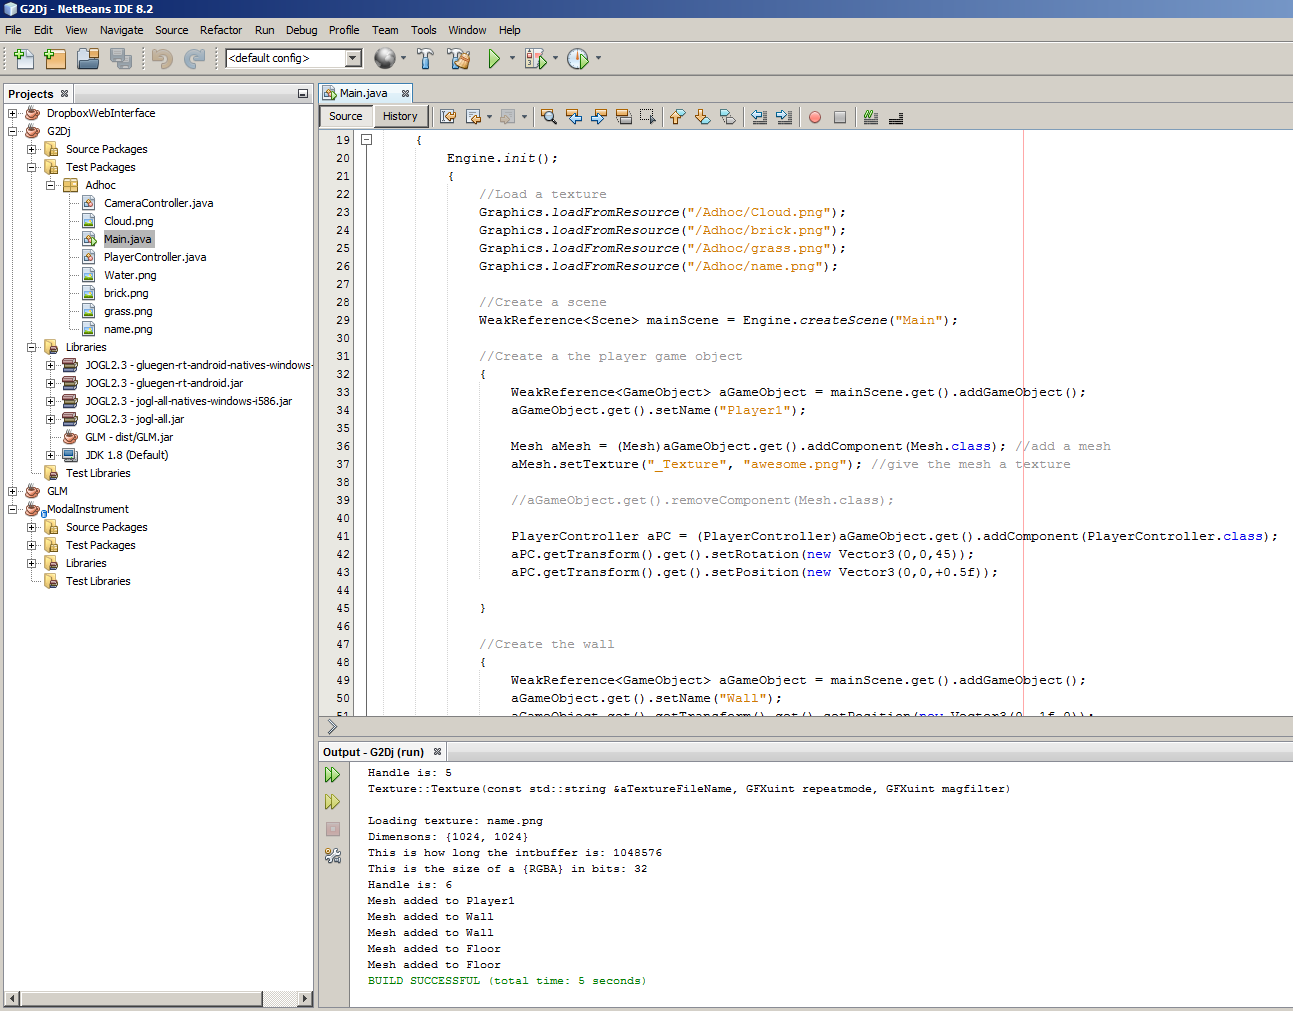 G2Dj - NetBeans IDE 8.2
File Edit View Navigate Source Refactor Run Debug Profile Team Tools Window Help
<default config>
Projects
DropboxWebInterface
G2Dj
Source Packages
Test Packages
Adhoc
CameraController.java
Cloud.png
Main.java
PlayerController.java
Water.png
brick.png
grass.png
name.png
Libraries
JOGL2.3 - gluegen-rt-android-natives-windows-
JOGL2.3 - gluegen-rt-android.jar
JOGL2.3 - jogl-all-natives-windows-i586.jar
JOGL2.3 - jogl-all.jar
GLM - dist/GLM.jar
JDK 1.8 (Default)
Test Libraries
GLM
ModalInstrument
Source Packages
Test Packages
Libraries
Test Libraries
Main.java
Source History
19 {
20 Engine.init();
21 {
22 //Load a texture
23 Graphics.loadFromResource("/Adhoc/Cloud.png");
24 Graphics.loadFromResource("/Adhoc/brick.png");
25 Graphics.loadFromResource("/Adhoc/grass.png");
26 Graphics.loadFromResource("/Adhoc/name.png");
27
28 //Create a scene
29 WeakReference<Scene> mainScene = Engine.createScene("Main");
30
31 //Create a the player game object
32 {
33 WeakReference<GameObject> aGameObject = mainScene.get().addGameObject();
34 aGameObject.get().setName("Player1");
35
36 Mesh aMesh = (Mesh)aGameObject.get().addComponent(Mesh.class); //add a mesh
37 aMesh.setTexture("_Texture", "awesome.png"); //give the mesh a texture
38
39 //aGameObject.get().removeComponent(Mesh.class);
40
41 PlayerController aPC = (PlayerController)aGameObject.get().addComponent(PlayerController.class);
42 aPC.getTransform().get().setRotation(new Vector3(0,0,45));
43 aPC.getTransform().get().setPosition(new Vector3(0,0,+0.5f));
44
45 }
46
47 //Create the wall
48 {
49 WeakReference<GameObject> aGameObject = mainScene.get().addGameObject();
50 aGameObject.get().setName("Wall");
Output - G2Dj (run)
Handle is: 5
Texture::Texture(const std::string &aTextureFileName, GFXuint repeatmode, GFXuint magfilter)
Loading texture: name.png
Dimensons: {1024, 1024}
This is how long the intbuffer is: 1048576
This is the size of a {RGBA} in bits: 32
Handle is: 6
Mesh added to Player1
Mesh added to Wall
Mesh added to Wall
Mesh added to Floor
Mesh added to Floor
BUILD SUCCESSFUL (total time: 5 seconds)